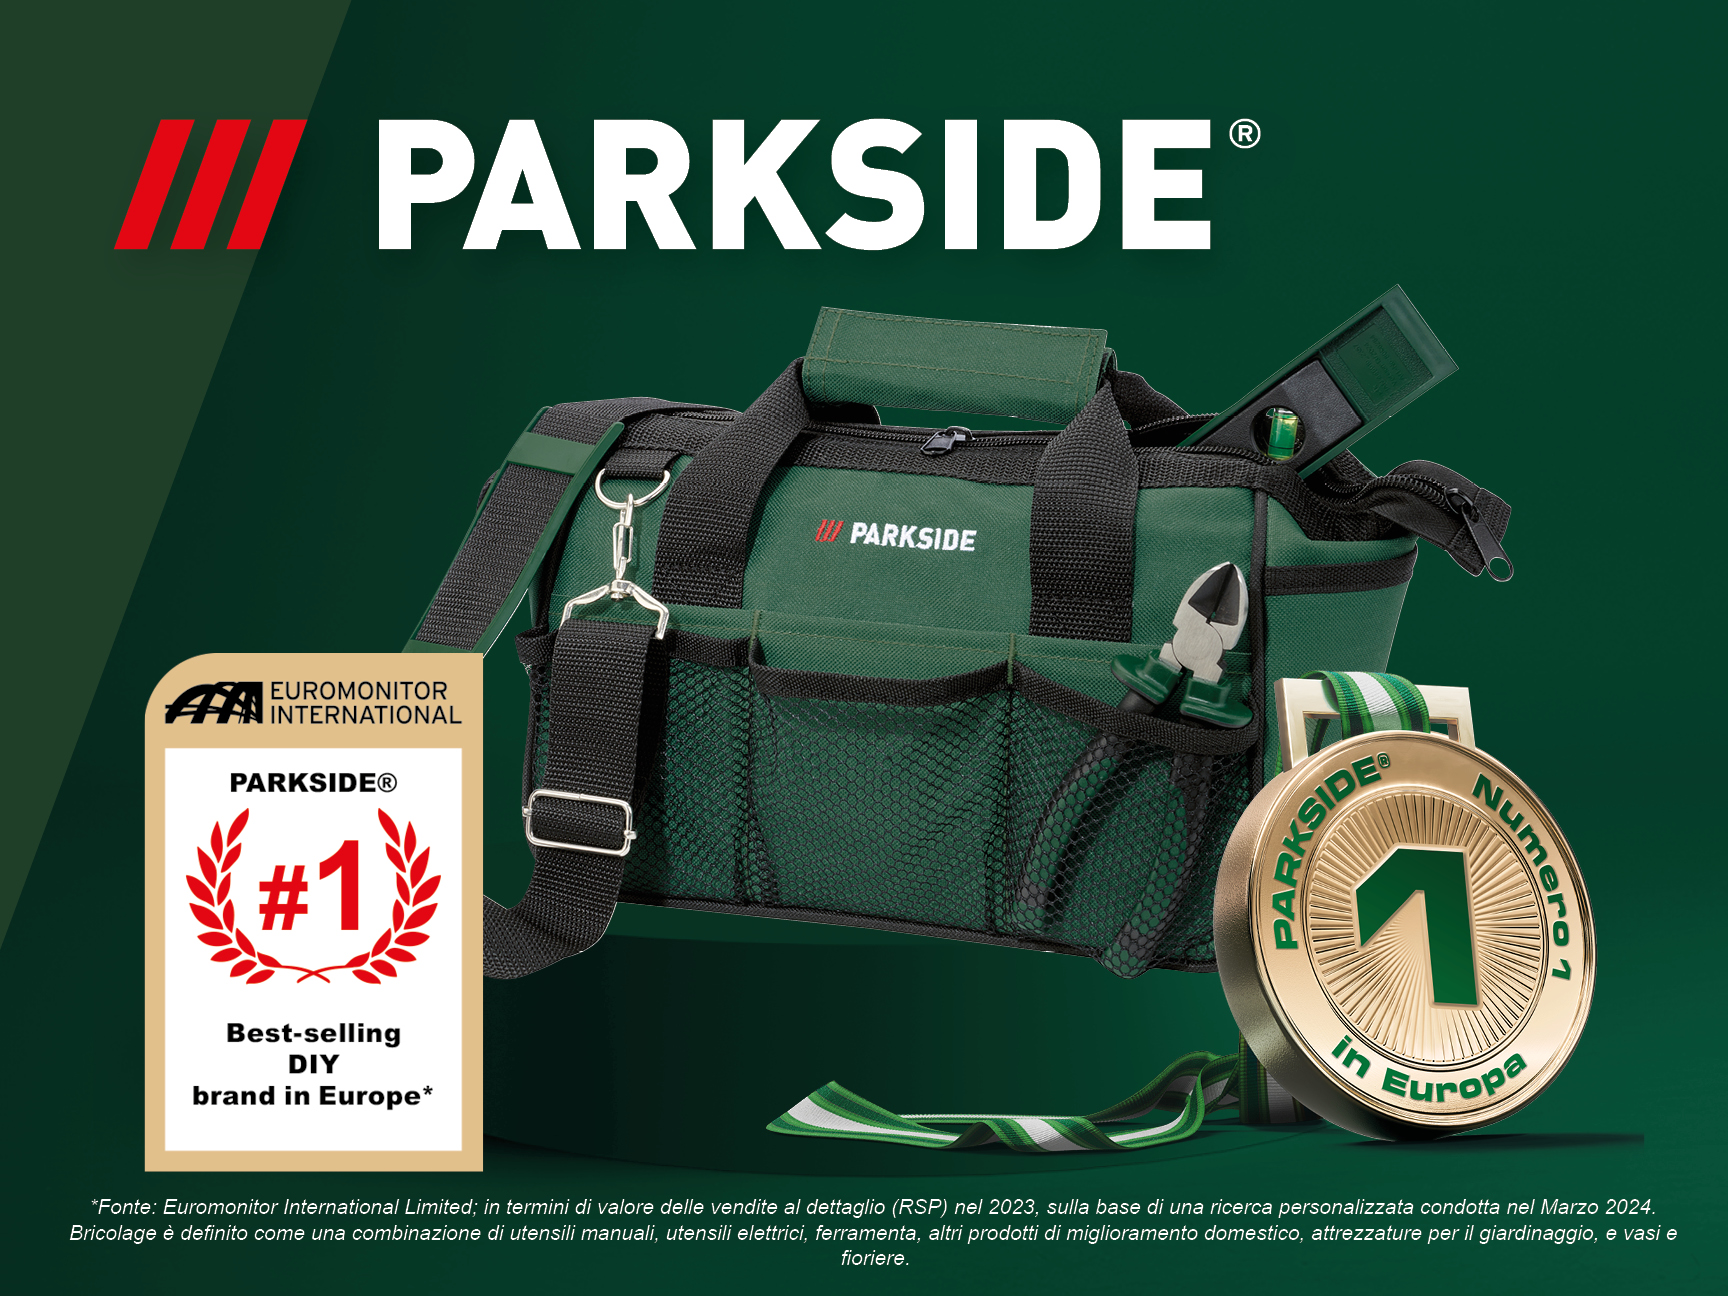 PARKSIDE®
PARKSIDE
EUROMONITOR
INTERNATIONAL
PARKSIDE®
#1
Best-selling
DIY
brand in Europe*
PARKSIDE® Numero 1
1
in Europa
*Fonte: Euromonitor International Limited; in termini di valore delle vendite al dettaglio (RSP) nel 2023, sulla base di una ricerca personalizzata condotta nel Marzo 2024.
Bricolage è definito come una combinazione di utensili manuali, utensili elettrici, ferramenta, altri prodotti di miglioramento domestico, attrezzature per il giardinaggio, e vasi e
fioriere.